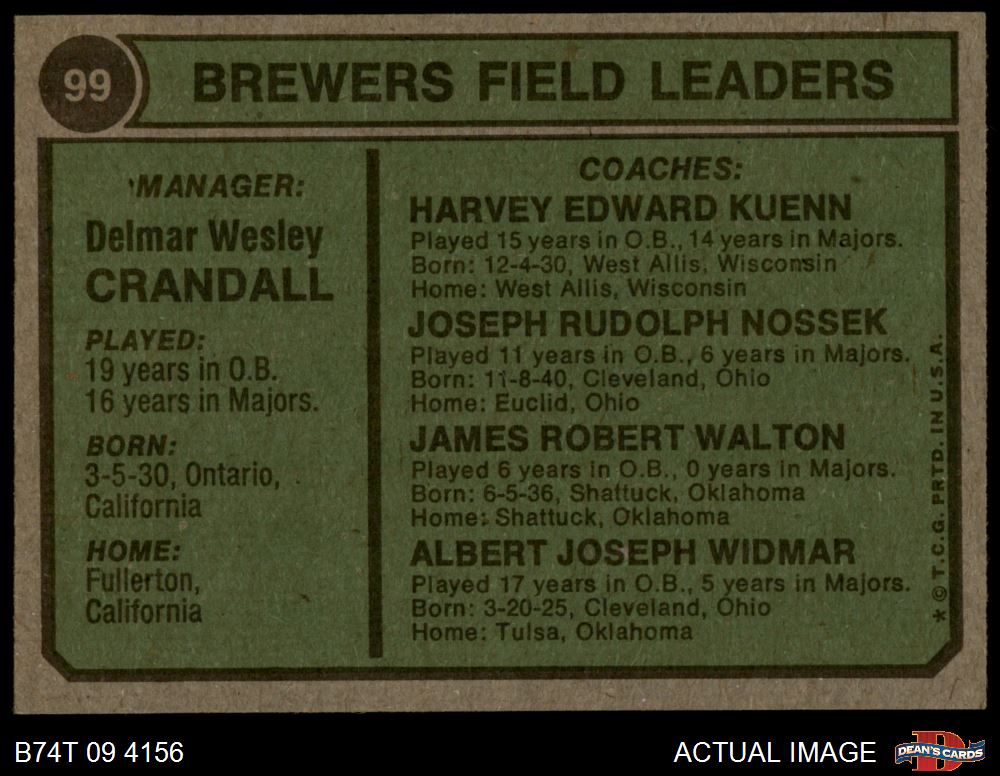 99
BREWERS FIELD LEADERS
MANAGER:
Delmar Wesley
CRANDALL
PLAYED:
19 years in O.B.
16 years in Majors.
BORN:
3-5-30, Ontario,
California
HOME:
Fullerton,
California
COACHES:
HARVEY EDWARD KUENN
Played 15 years in O.B., 14 years in Majors.
Born: 12-4-30, West Allis, Wisconsin
Home: West Allis, Wisconsin
JOSEPH RUDOLPH NOSSEK
Played 11 years in O.B., 6 years in Majors.
Born: 11-8-40, Cleveland, Ohio
Home: Euclid, Ohio
JAMES ROBERT WALTON
Played 6 years in O.B., 0 years in Majors.
Born: 6-5-36, Shattuck, Oklahoma
Home: Shattuck, Oklahoma
ALBERT JOSEPH WIDMAR
Played 17 years in O.B., 5 years in Majors.
Born: 3-20-25, Cleveland, Ohio
Home: Tulsa, Oklahoma
* © T.C.G. PRTD. IN U.S.A.
B74T 09 4156
ACTUAL IMAGE
D
DEAN'S CARDS